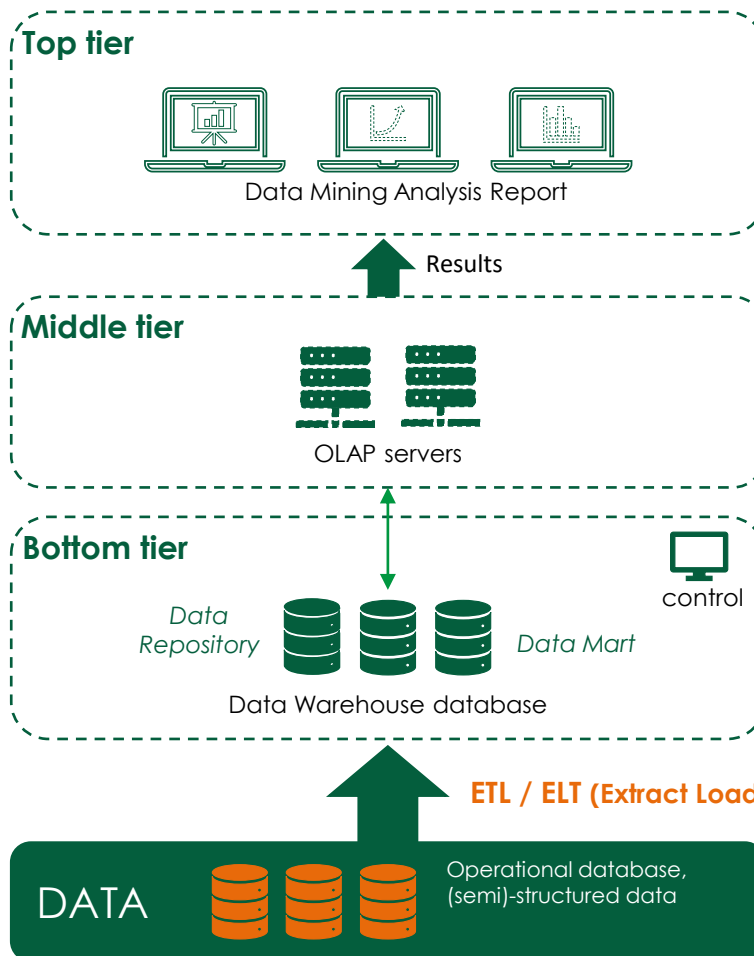 Top tier
Data Mining Analysis Report
Results
Middle tier
OLAP servers
Bottom tier
control
Data
Repository
Data Mart
Data Warehouse database
ETL / ELT (Extract Load
DATA
Operational database,
(semi)-structured data